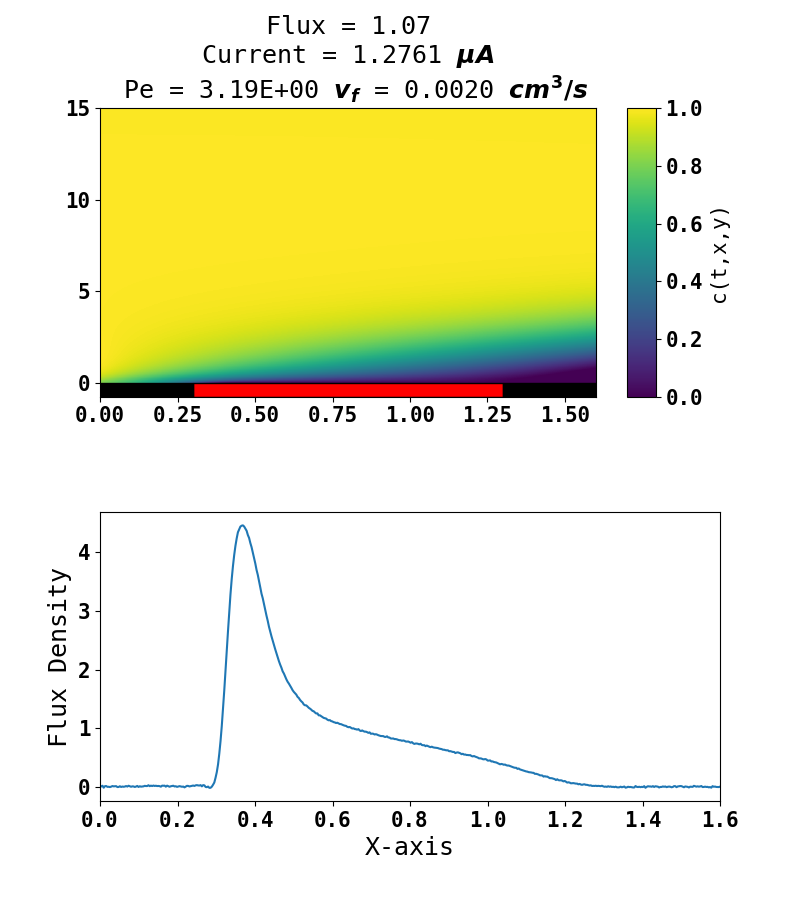 Flux = 1.07
Current = 1.2761 μA
Pe = 3.19E+00 v_f = 0.0020 cm³/s
15
10
5
0
0.00 0.25 0.50 0.75 1.00 1.25 1.50
1.0
0.8
0.6
0.4
0.2
0.0
c(t,x,y)
4
3
2
1
0
Flux Density
0.0 0.2 0.4 0.6 0.8 1.0 1.2 1.4 1.6
X-axis